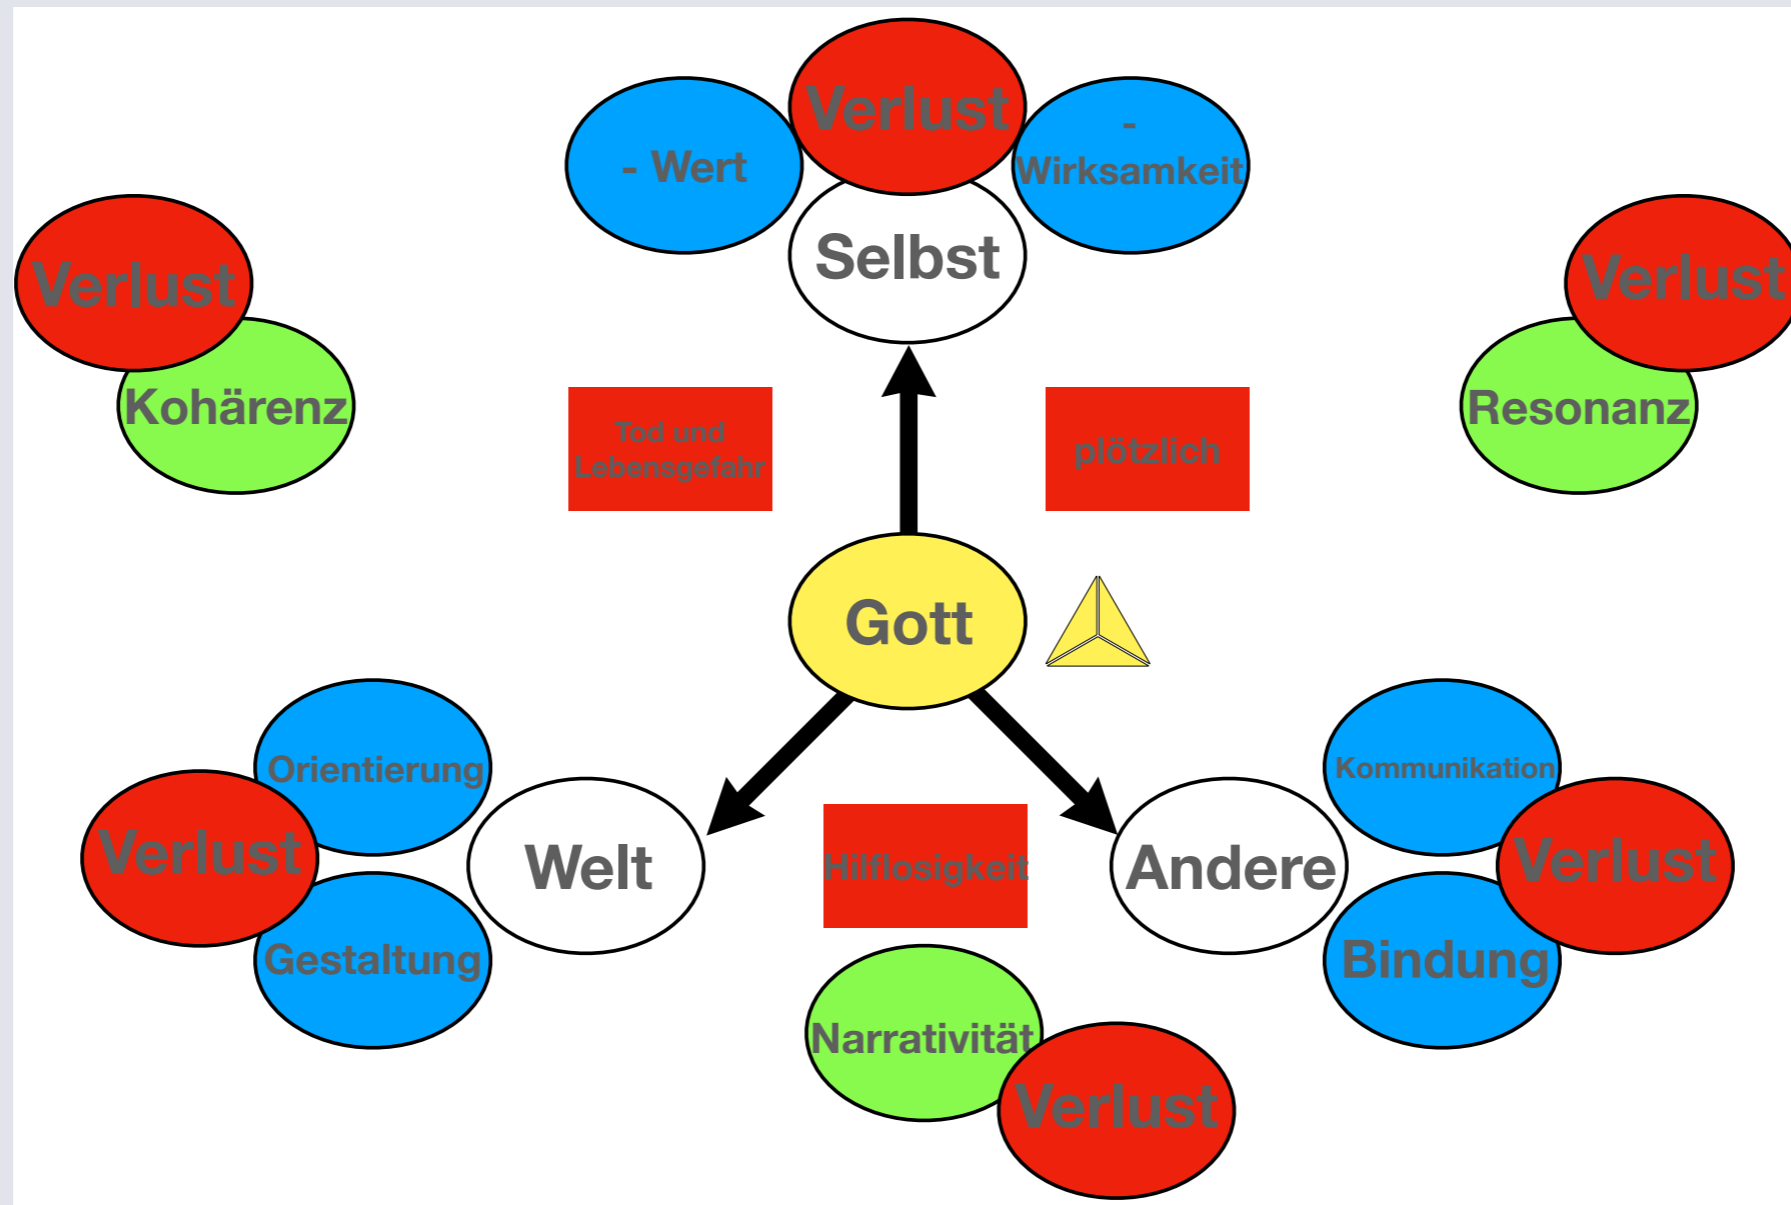 Verlust
- Wert
-
Wirksamkeit
Selbst
Verlust
Kohärenz
Verlust
Resonanz
Tod und
Lebensgefahr
plötzlich
Gott
Orientierung
Verlust
Gestaltung
Welt
Hilflosigkeit
Andere
Kommunikation
Verlust
Bindung
Narrativität
Verlust